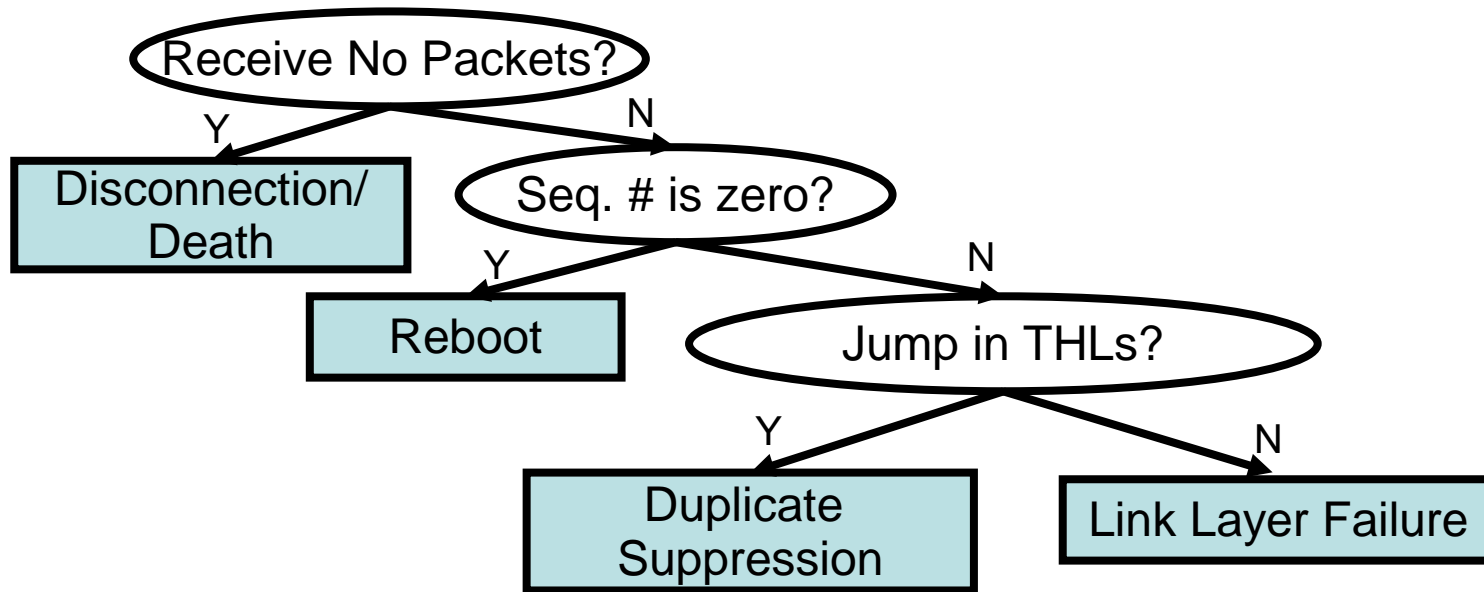 Receive No Packets?
Y
N
Disconnection/
Death
Seq. # is zero?
Y
N
Reboot
Jump in THLs?
Y
N
Duplicate
Suppression
Link Layer Failure